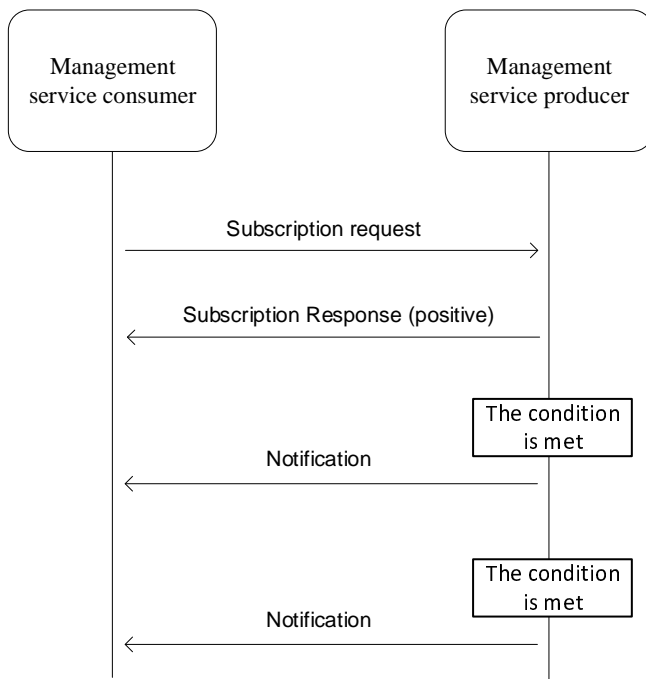 Management
service consumer
Management
service producer
Subscription request
Subscription Response (positive)
The condition
is met
Notification
The condition
is met
Notification